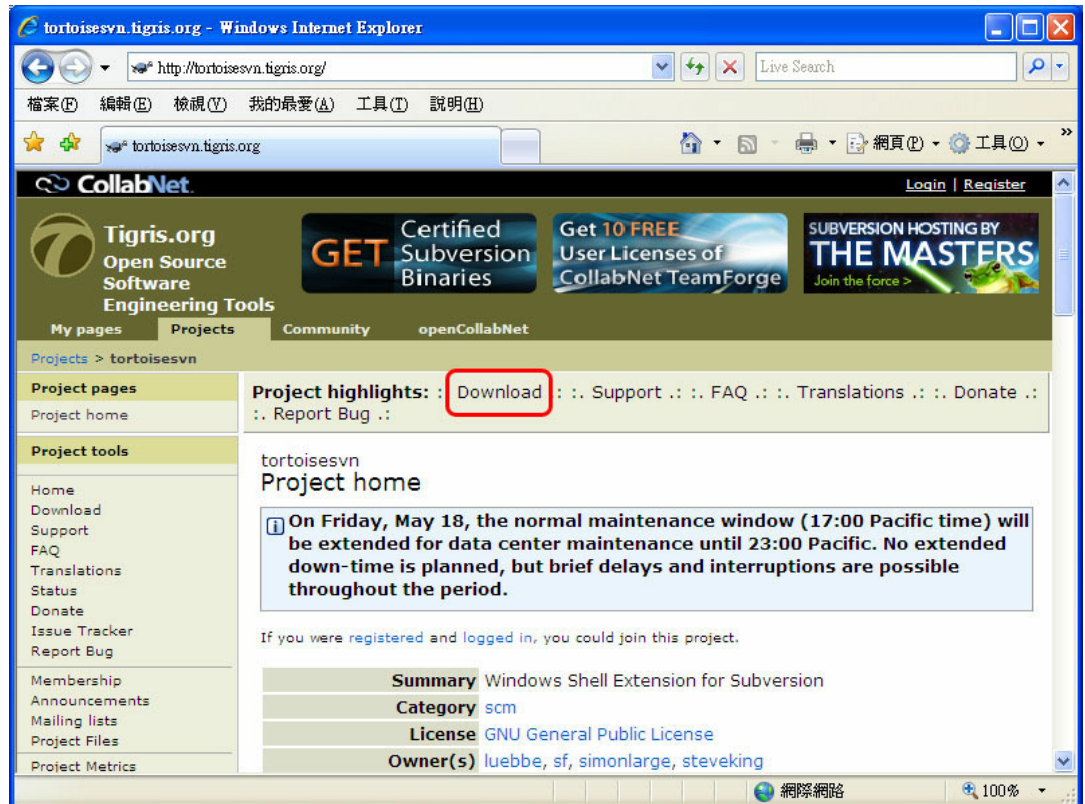 tortoisesvn.tigris.org - Windows Internet Explorer
http://tortoisesvn.tigris.org/
Live Search
檔案(F) 編輯(E) 檢視(V) 我的最愛(A) 工具(T) 說明(H)
tortoisesvn.tigris.org
網頁(P) 工具(O) »
CollabNet.
Login | Register
Tigris.org
Open Source
Software
Engineering Tools
GET Certified
Subversion
Binaries
Get 10 FREE
User Licenses of
CollabNet TeamForge
SUBVERSION HOSTING BY
THE MASTERS
Join the force >
My pages Projects Community openCollabNet
Projects > tortoisesvn
Project pages
Project home
Project tools
Home
Download
Support
FAQ
Translations
Status
Donate
Issue Tracker
Report Bug
Membership
Announcements
Mailing lists
Project Files
Project Metrics
Project highlights: : Download : :. Support .: :. FAQ .: :. Translations .: :. Donate .:
:. Report Bug .:
tortoisesvn
Project home
On Friday, May 18, the normal maintenance window (17:00 Pacific time) will
be extended for data center maintenance until 23:00 Pacific. No extended
down-time is planned, but brief delays and interruptions are possible
throughout the period.
If you were registered and logged in, you could join this project.
Summary Windows Shell Extension for Subversion
Category scm
License GNU General Public License
Owner(s) luebbe, sf, simonlarge, steveking
網際網路
100%